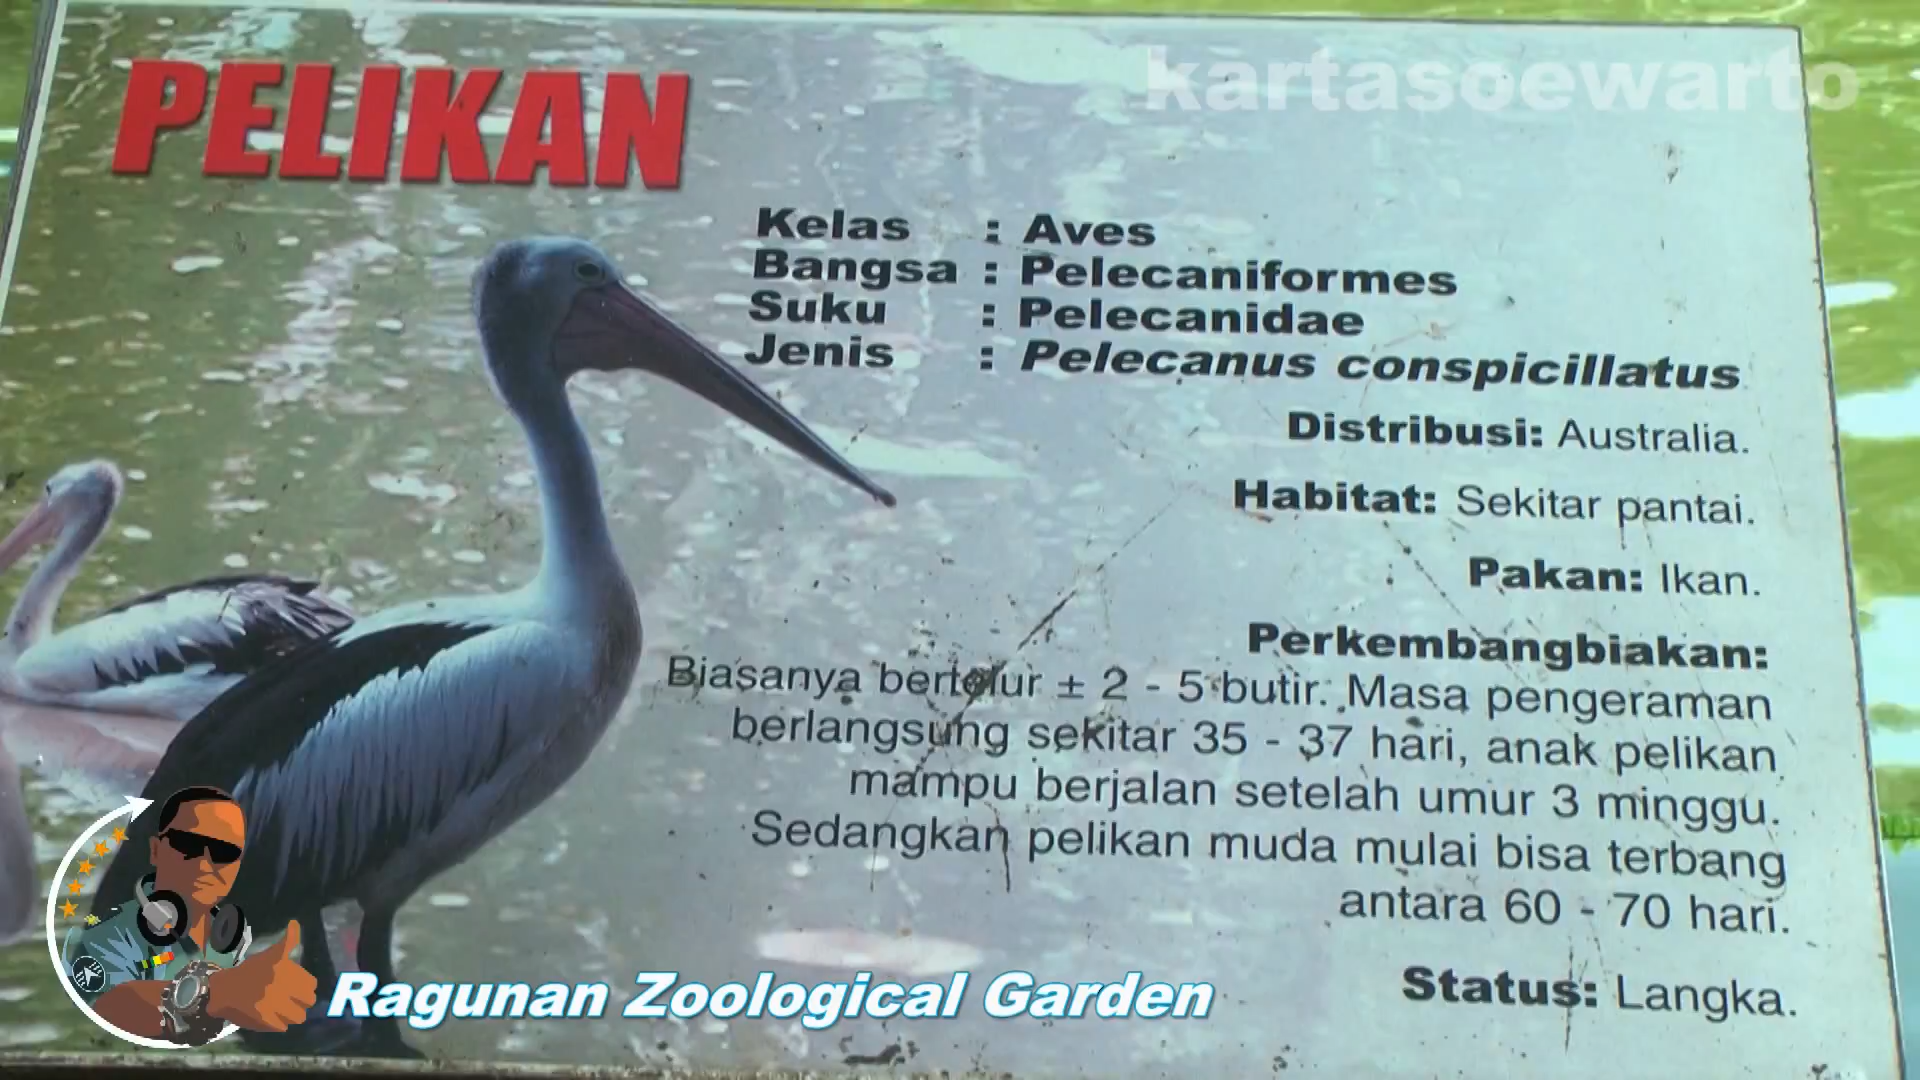 kartasoewarto
PELIKAN
Kelas : Aves
Bangsa : Pelecaniformes
Suku : Pelecanidae
Jenis : Pelecanus conspicillatus
Distribusi: Australia.
Habitat: Sekitar pantai.
Pakan: Ikan.
Perkembangbiakan:
Biasanya bertelur ± 2 - 5 butir. Masa pengeraman
berlangsung sekitar 35 - 37 hari, anak pelikan
mampu berjalan setelah umur 3 minggu.
Sedangkan pelikan muda mulai bisa terbang
antara 60 - 70 hari.
Status: Langka.
Ragunan Zoological Garden